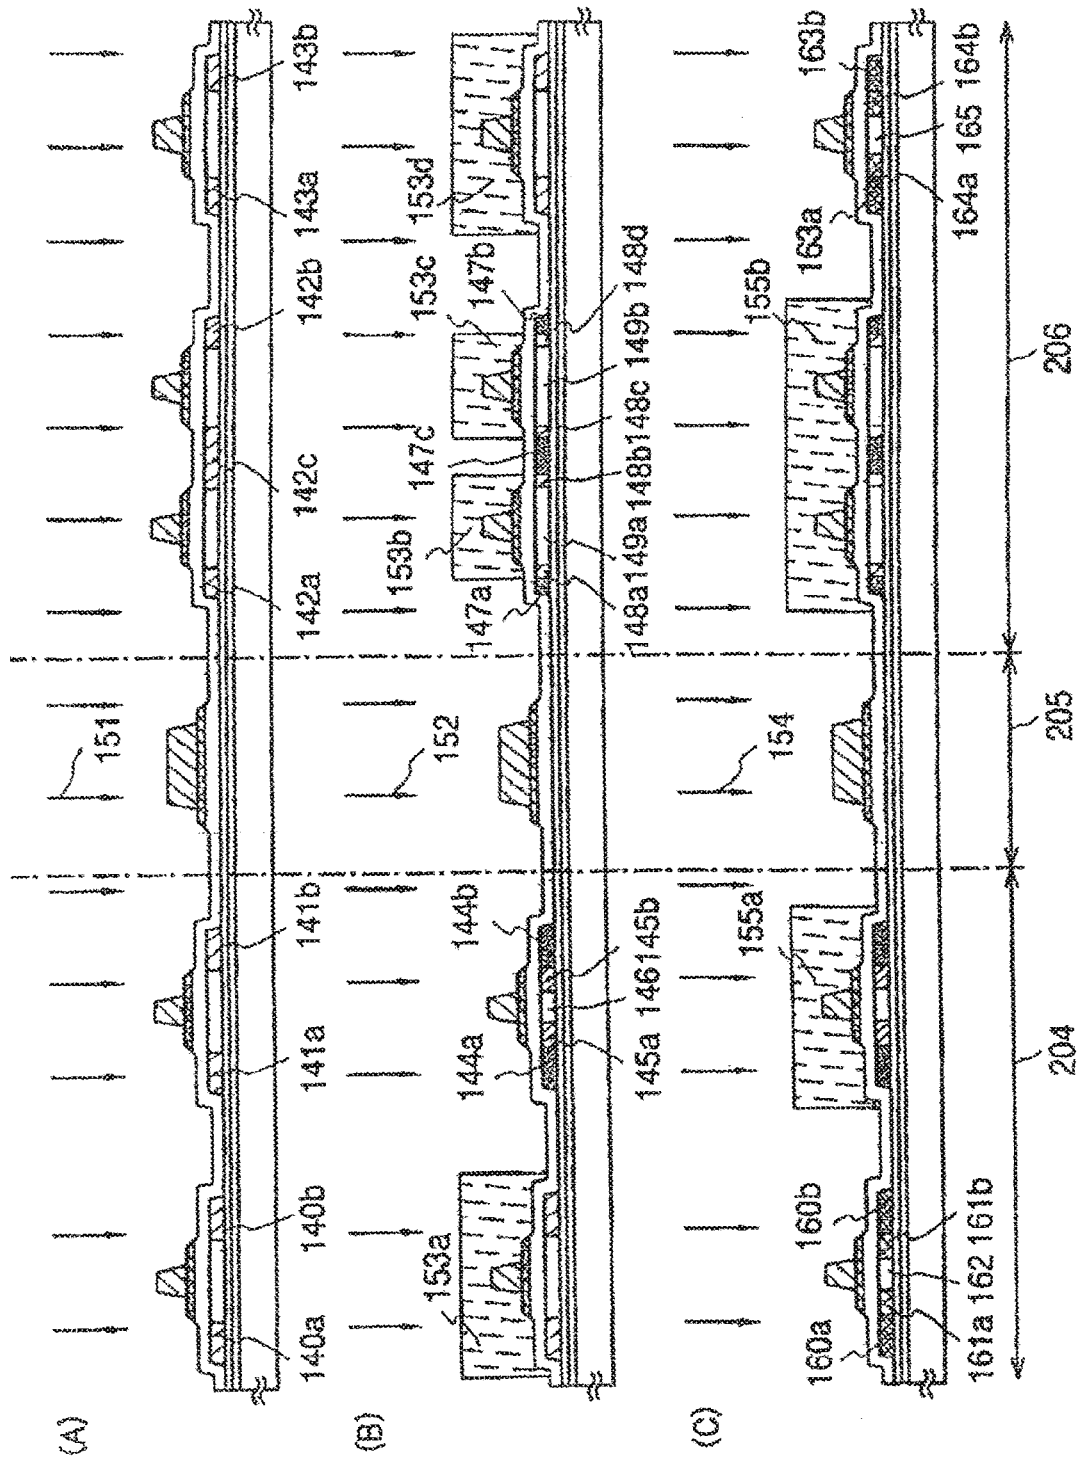 (A)
151
140a 140b 141a 141b 142a 142c 142b 143a 143b
(B)
152
153a 144a 144b 147a 153b 147c 153c 147b 153d
145a 146 145b 148a 149a 148b 148c 149b 148d
(C)
154
160a 160b 155a 155b 163a 163b
161a 162 161b 164a 165 164b
204 205 206